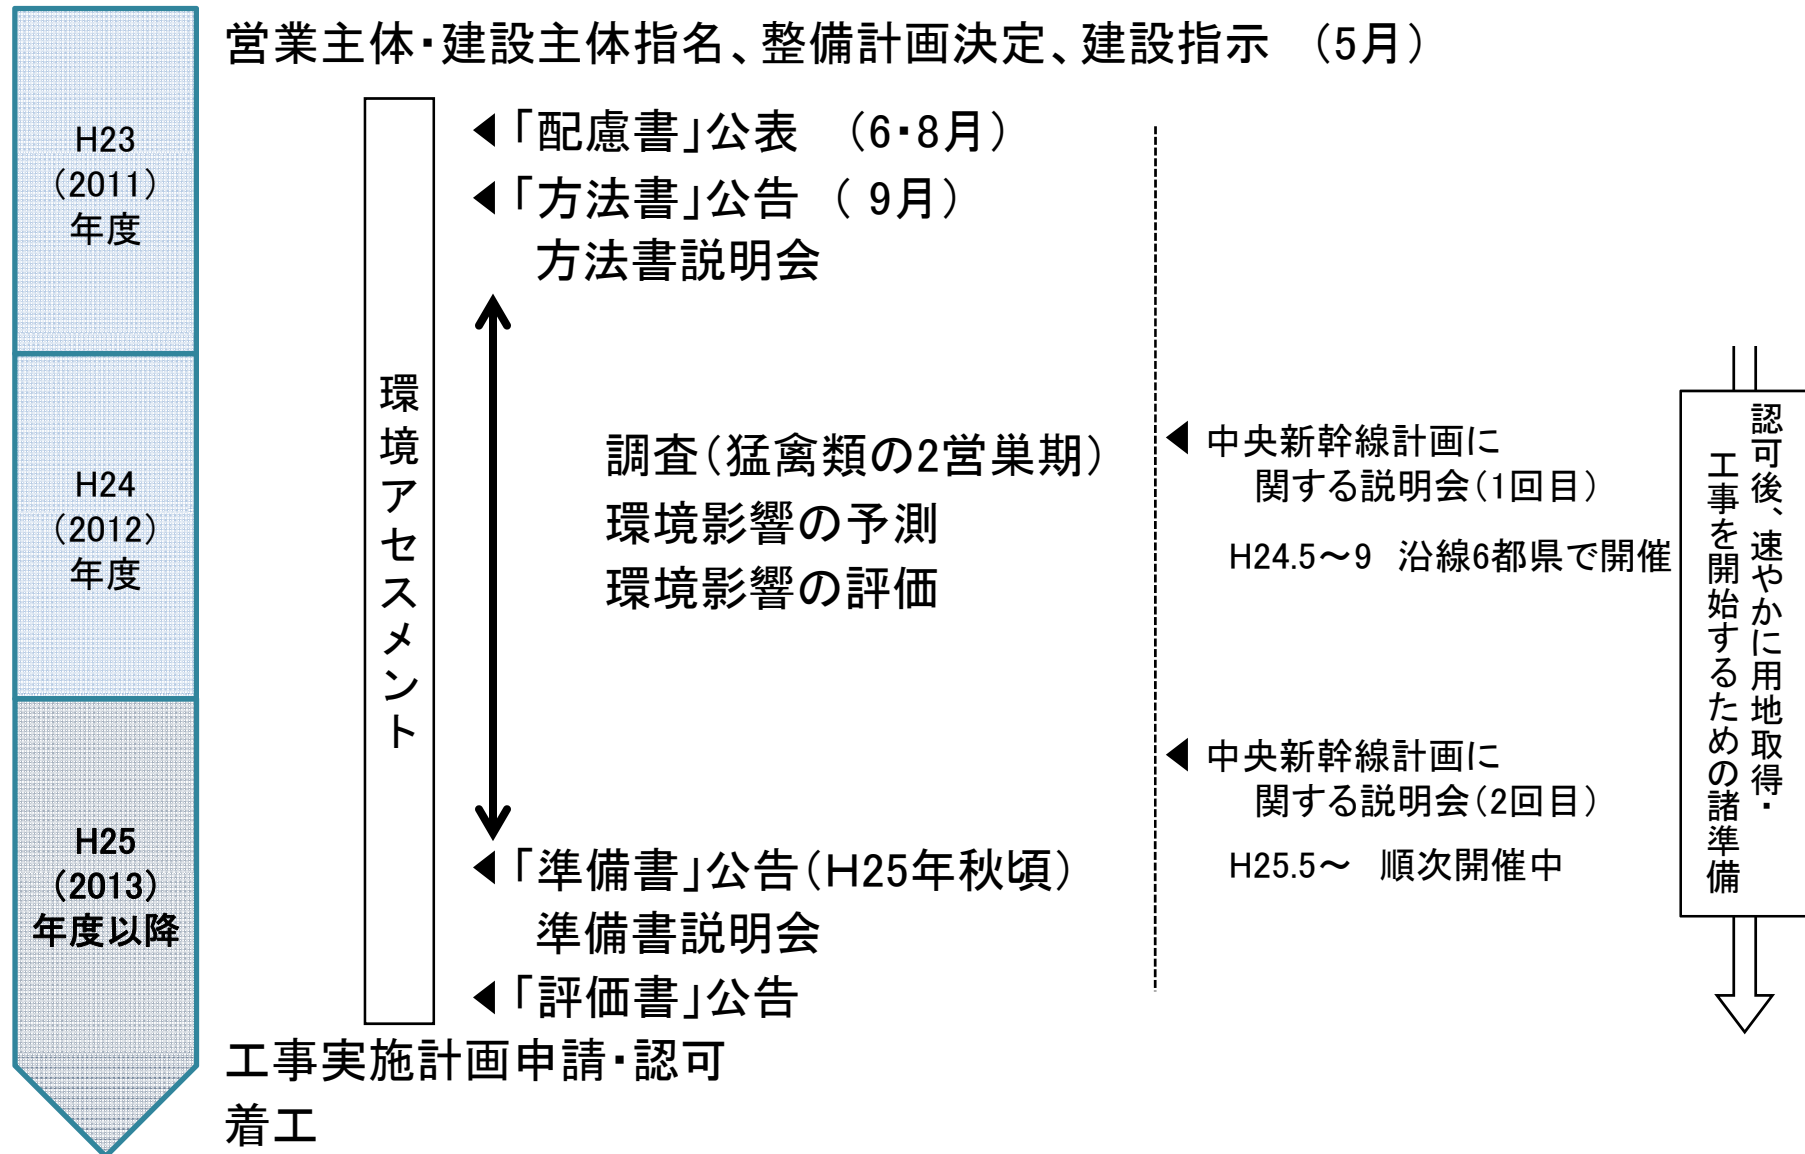 営業主体・建設主体指名、整備計画決定、建設指示　（5月）
H23
（2011）
年度
H24
（2012）
年度
H25
（2013）
年度以降
環境アセスメント
「配慮書」公表　（6・8月）
「方法書」公告　（ 9月）
方法書説明会
調査（猛禽類の2営巣期）
環境影響の予測
環境影響の評価
「準備書」公告（H25年秋頃）
準備書説明会
「評価書」公告
中央新幹線計画に
関する説明会（1回目）
H24.5～9　沿線6都県で開催
中央新幹線計画に
関する説明会（2回目）
H25.5～　順次開催中
認可後、速やかに用地取得・
工事を開始するための諸準備
工事実施計画申請・認可
着工